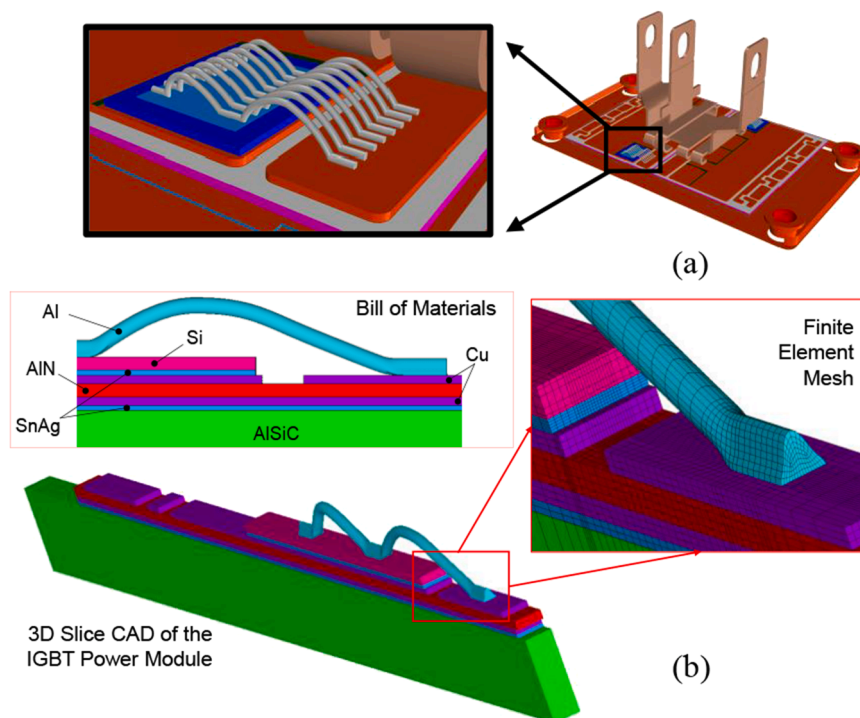 (a)
Bill of Materials
Al
Si
Cu
AlN
SnAg
AlSiC
Finite
Element
Mesh
3D Slice CAD of the
IGBT Power Module
(b)